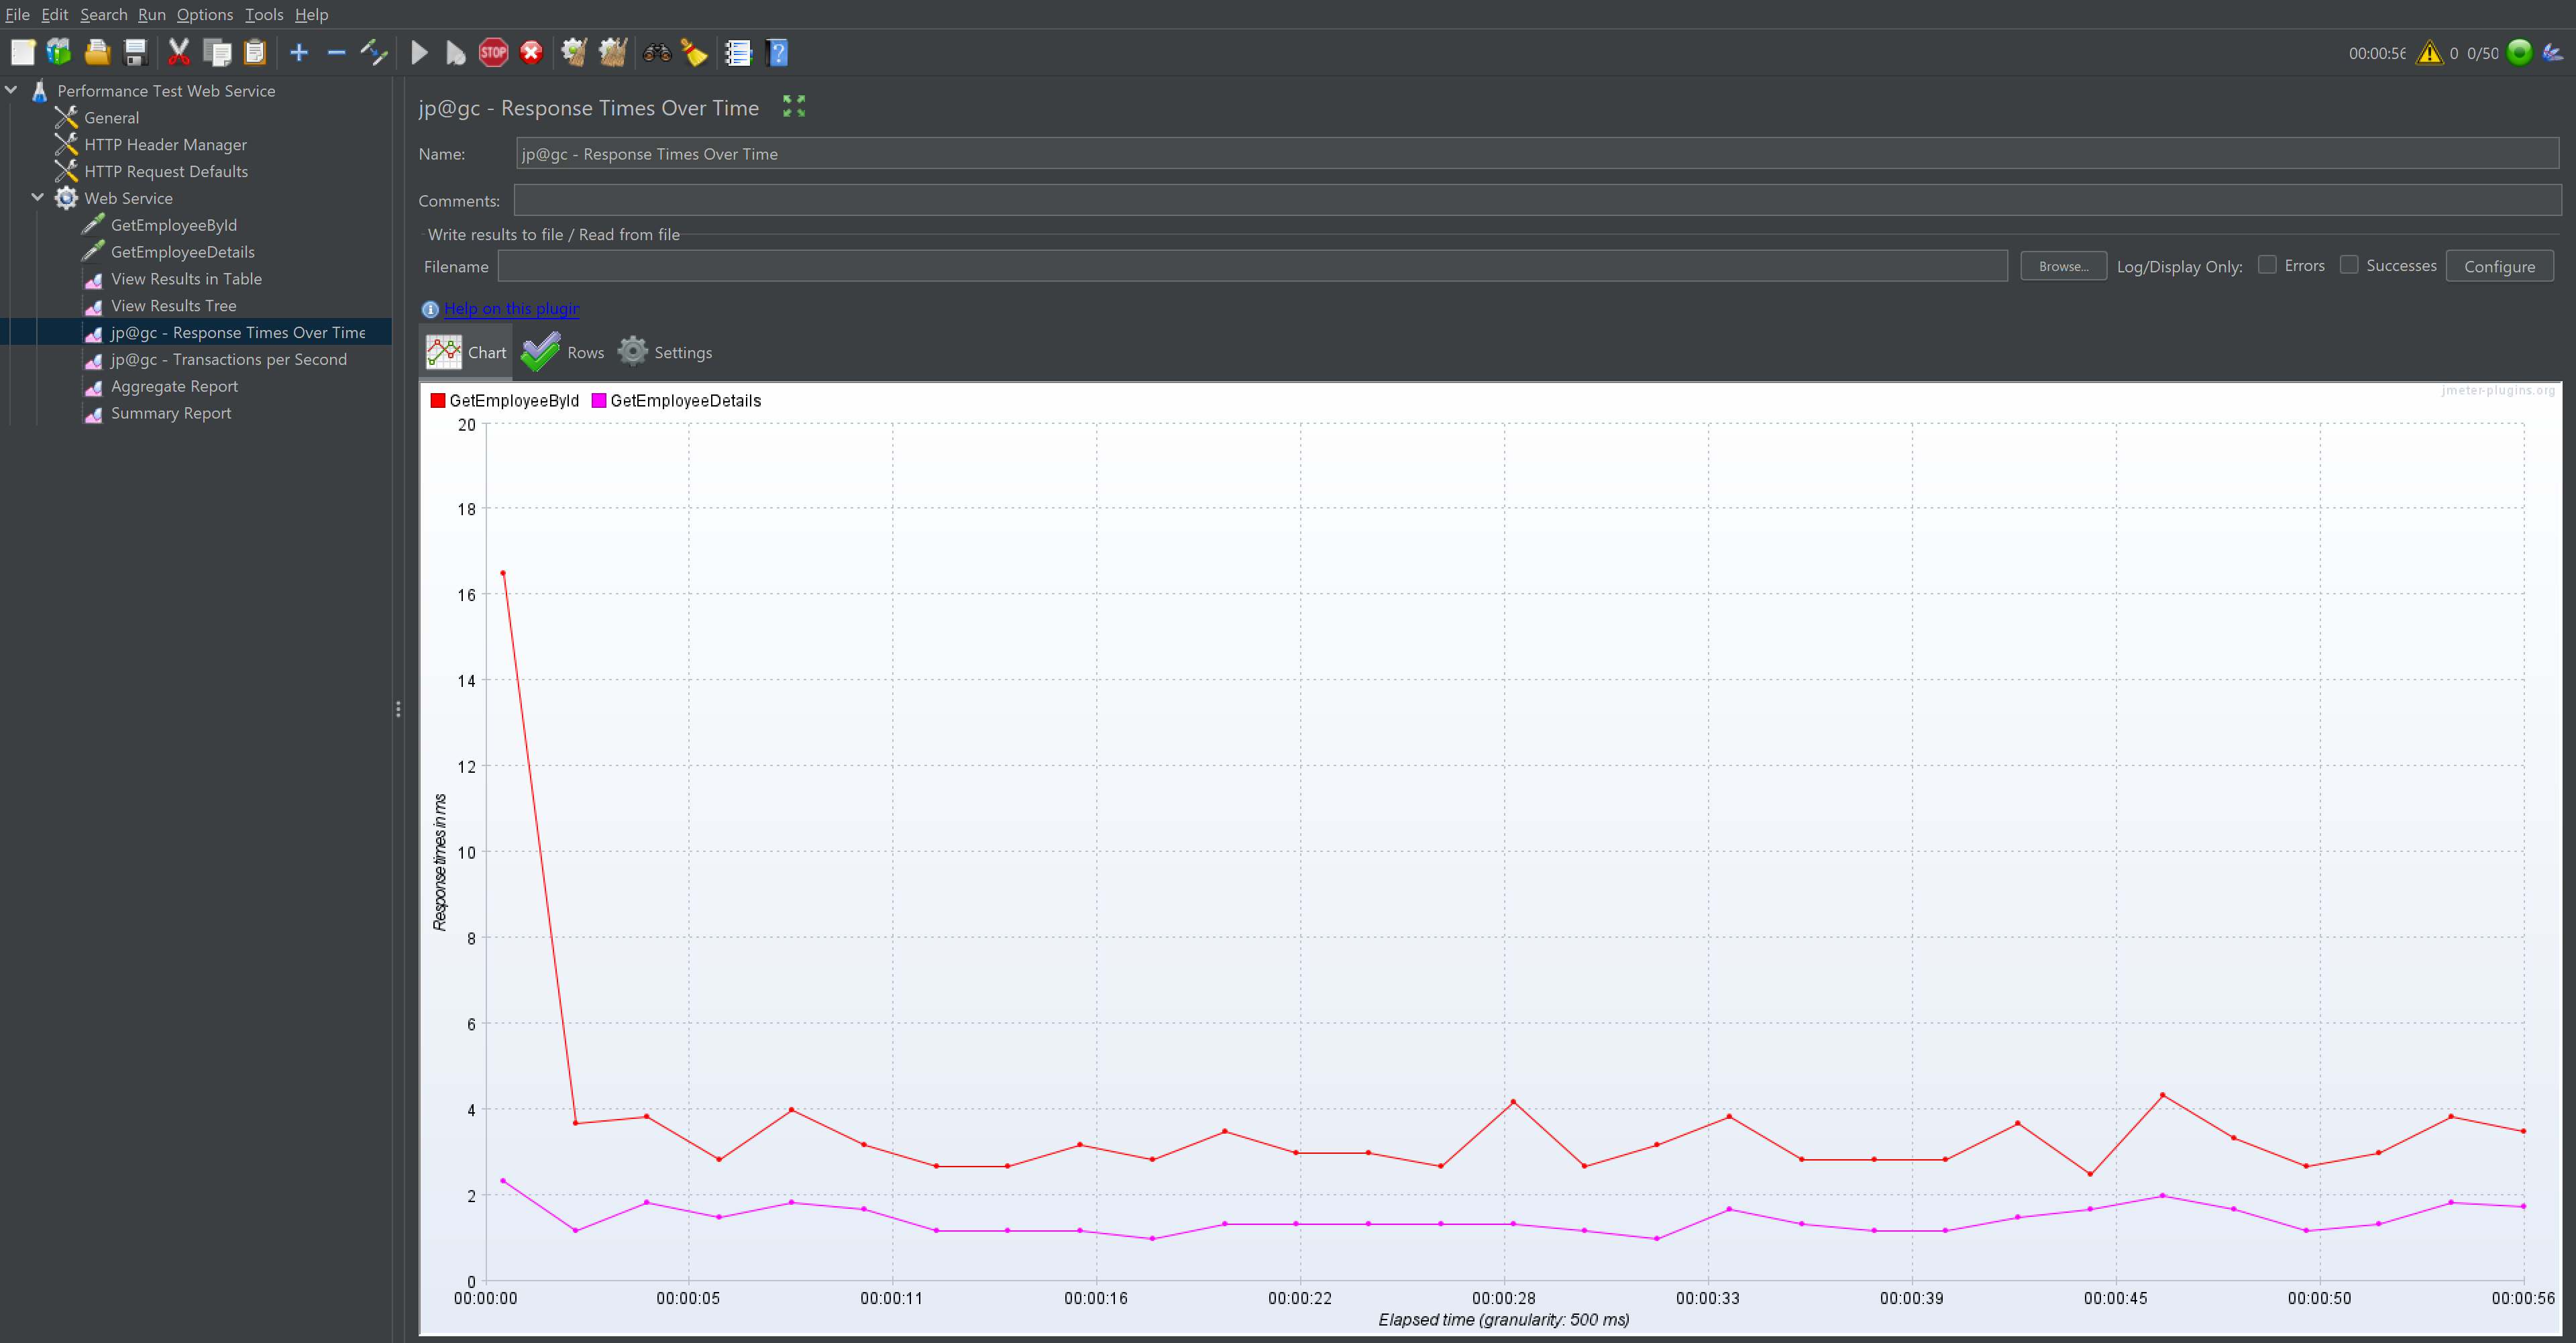 File Edit Search Run Options Tools Help
STOP
00:00:56 0 0/50
Performance Test Web Service
General
HTTP Header Manager
HTTP Request Defaults
Web Service
GetEmployeeById
GetEmployeeDetails
View Results in Table
View Results Tree
jp@gc - Response Times Over Time
jp@gc - Transactions per Second
Aggregate Report
Summary Report
jp@gc - Response Times Over Time
Name: jp@gc - Response Times Over Time
Comments:
Write results to file / Read from file
Filename Browse... Log/Display Only: Errors Successes Configure
Help on this plugin
Chart Rows Settings
jmeter-plugins.org
GetEmployeeById GetEmployeeDetails
20
18
16
14
12
10
8
6
4
2
0
Response times in ms
00:00:00 00:00:05 00:00:11 00:00:16 00:00:22 00:00:28 00:00:33 00:00:39 00:00:45 00:00:50 00:00:56
Elapsed time (granularity: 500 ms)